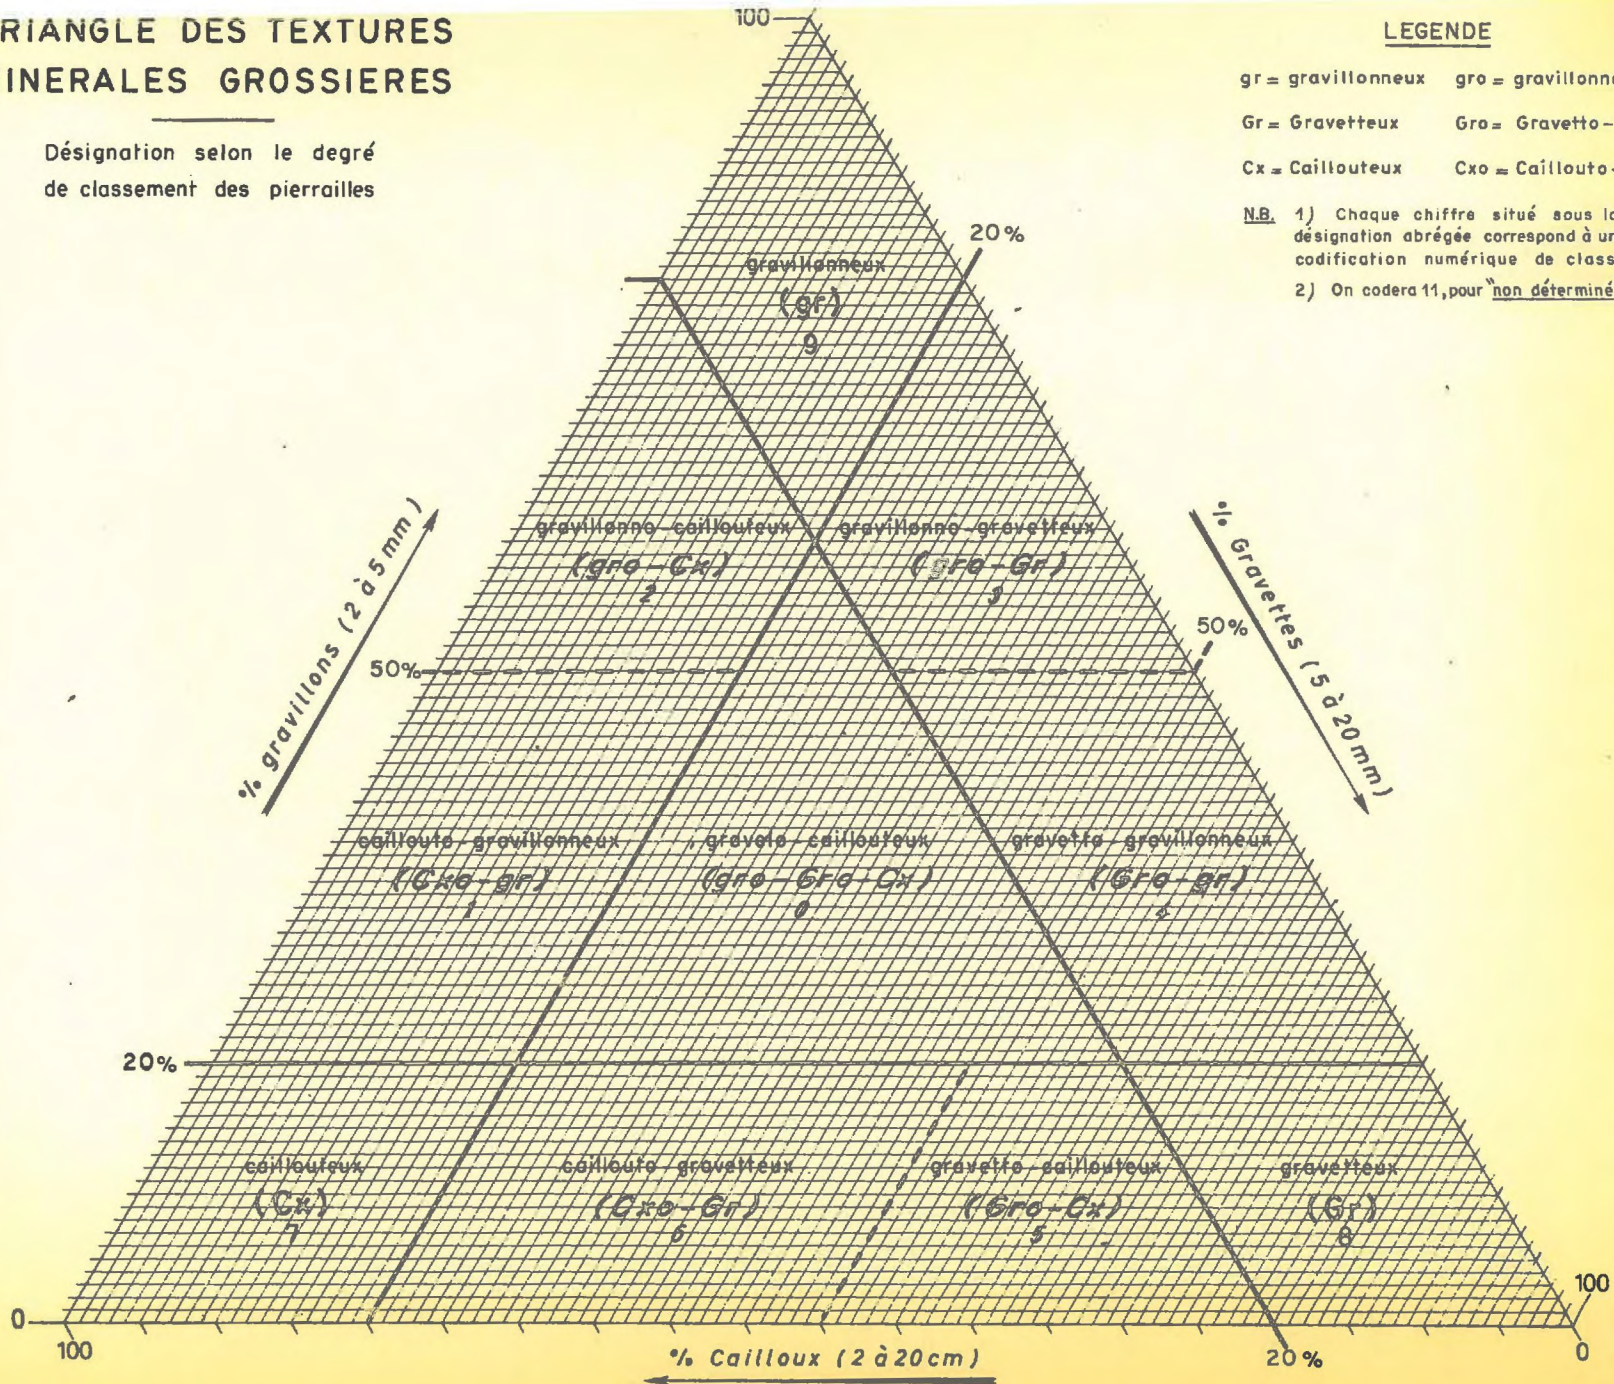 RIANGLE DES TEXTURES
INERALES GROSSIERES
Désignation selon le degré
de classement des pierrailles
100
LEGENDE
gr = gravillonneux gro = gravillonn
Gr = Gravetteux Gro = Gravetto-
Cx = Caillouteux Cxo = Caillouto-
N.B. 1) Chaque chiffre situé sous la
désignation abrégée correspond à un
codification numérique de class
2) On codera 11, pour "non déterminé
20%
gravillonneux
(gr)
9
gravillonno-caillouteux
(gro-Cx)
2
gravillonno-gravetteux
(gro-Gr)
3
% gravillons (2 à 5 mm)
% Gravettes (5 à 20 mm)
50%
50%
caillouto-gravillonneux
(Cxo-gr)
1
graveto-caillouteux
(gro-Gro-Cx)
0
gravetto-gravillonneux
(Gro-gr)
4
20%
caillouteux
(Cx)
7
caillouto-gravetteux
(Cxo-Gr)
6
gravetto-caillouteux
(Gro-Cx)
5
gravetteux
(Gr)
8
0
100
100
% Cailloux (2 à 20 cm)
20%
0